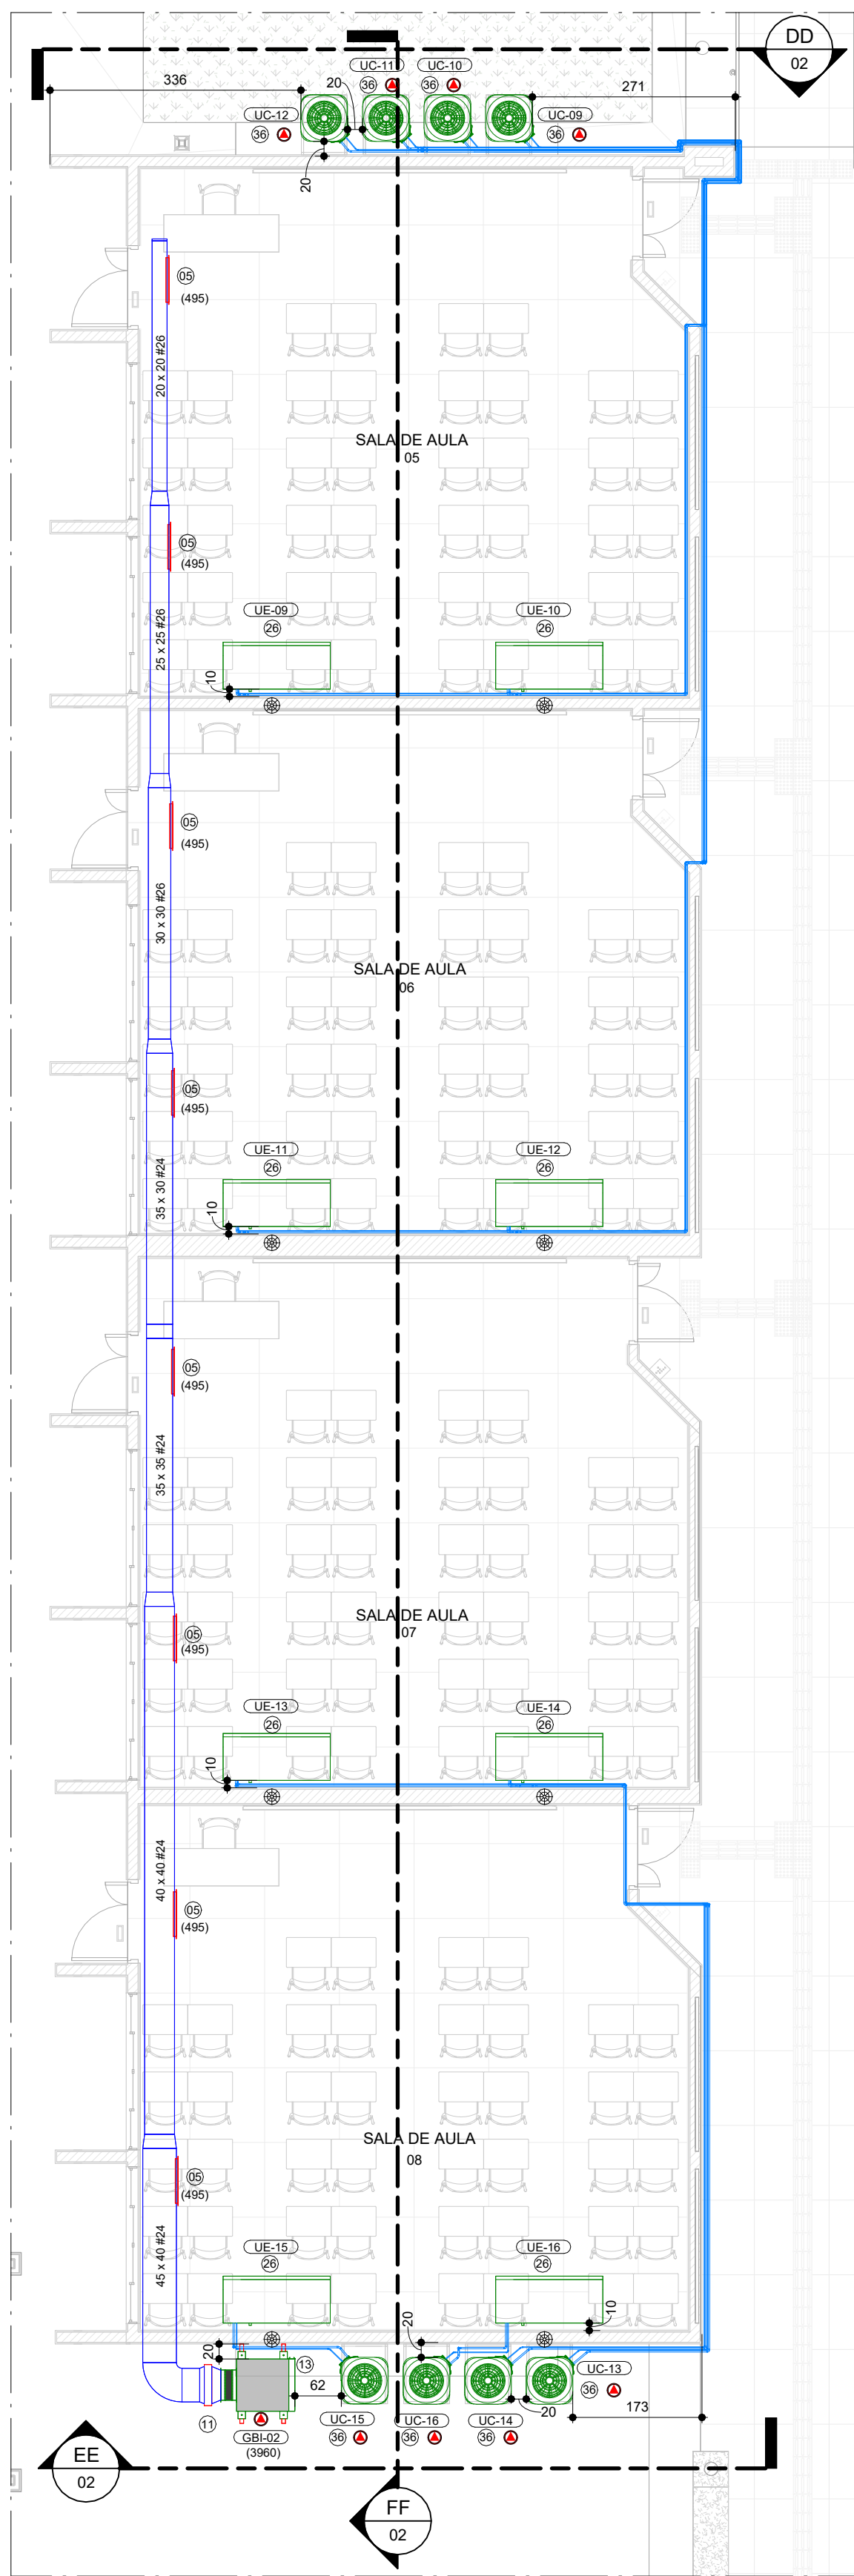 DD
02
UC-11
UC-10
36
36
20
336
271
UC-12
36
UC-09
36
20
05
(495)
20 x 20 #26
SALA DE AULA
05
05
(495)
25 x 25 #26
UE-09
26
UE-10
26
10
05
(495)
30 x 30 #26
SALA DE AULA
06
05
(495)
35 x 30 #24
UE-11
26
UE-12
26
10
05
(495)
35 x 35 #24
SALA DE AULA
07
05
(495)
UE-13
26
UE-14
26
10
40 x 40 #24
05
(495)
SALA DE AULA
08
05
(495)
45 x 40 #24
UE-15
26
UE-16
26
10
20
20
13
62
UC-13
36
173
20
11
GBI-02
(3960)
UC-15
36
UC-16
36
UC-14
36
EE
02
FF
02